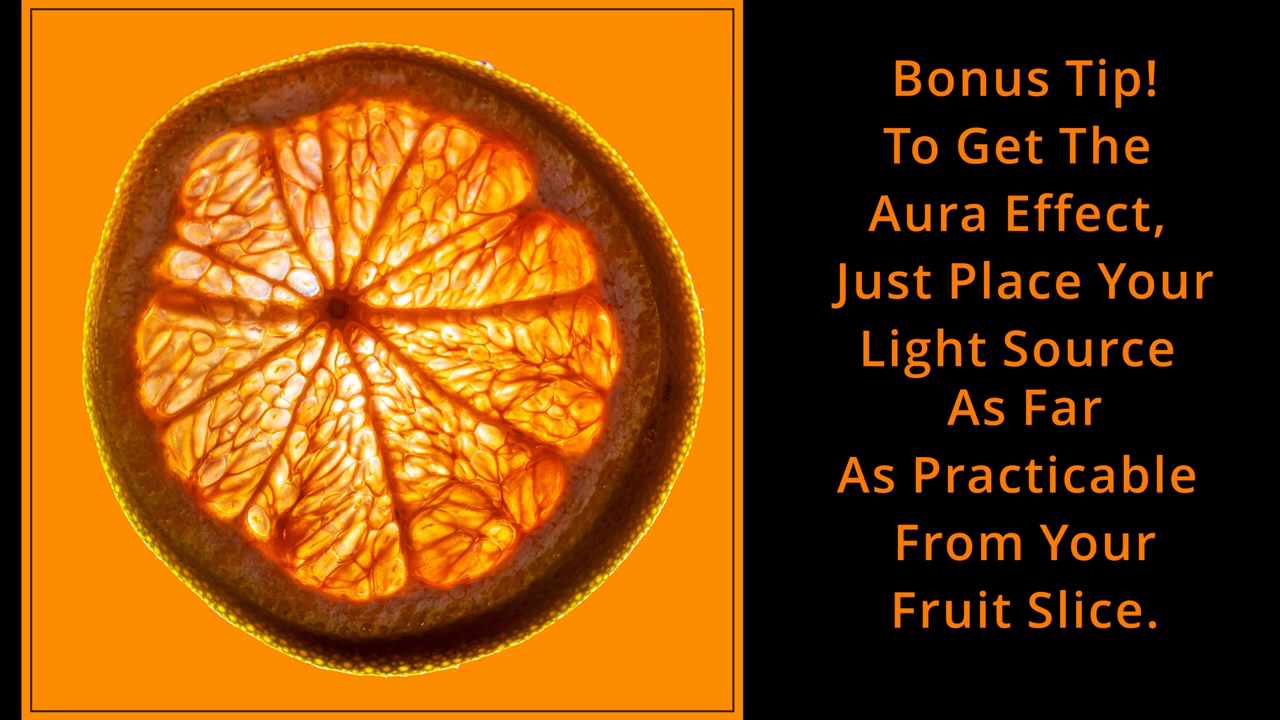 Bonus Tip!
To Get The
Aura Effect,
Just Place Your
Light Source
As Far
As Practicable
From Your
Fruit Slice.